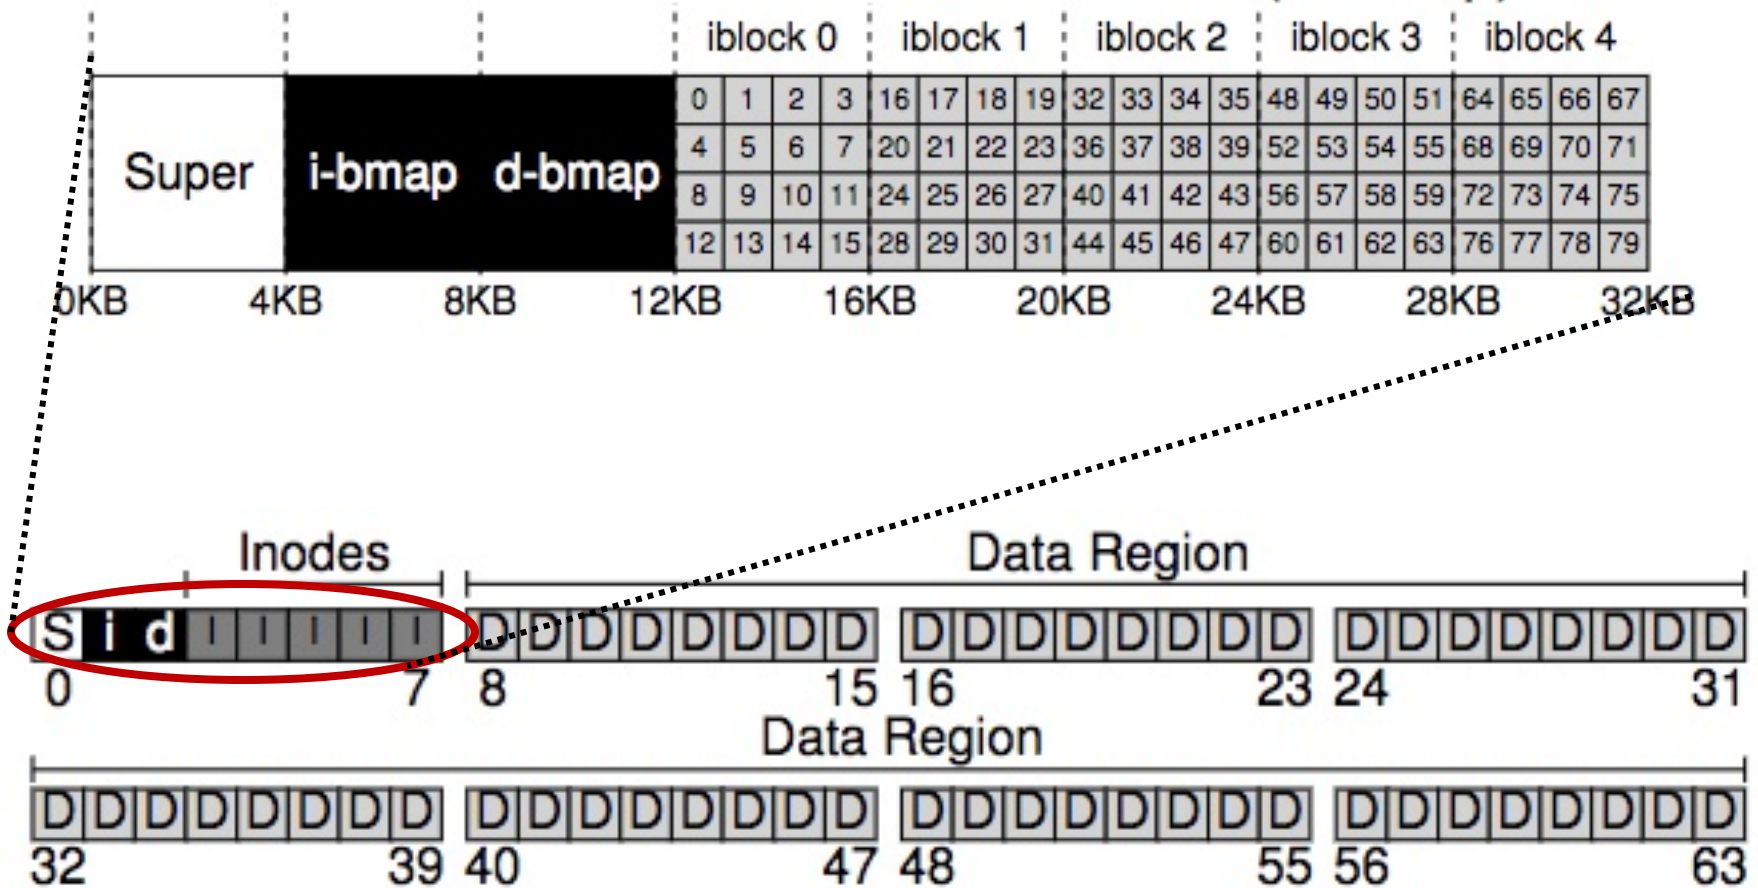 iblock 0 iblock 1 iblock 2 iblock 3 iblock 4
0 1 2 3 16 17 18 19 32 33 34 35 48 49 50 51 64 65 66 67
4 5 6 7 20 21 22 23 36 37 38 39 52 53 54 55 68 69 70 71
Super i-bmap d-bmap
8 9 10 11 24 25 26 27 40 41 42 43 56 57 58 59 72 73 74 75
12 13 14 15 28 29 30 31 44 45 46 47 60 61 62 63 76 77 78 79
0KB 4KB 8KB 12KB 16KB 20KB 24KB 28KB 32KB
Inodes Data Region
S i d I I I I I D D D D D D D D D D D D D D D D D D D D D D D D
0 7 8 15 16 23 24 31
Data Region
D D D D D D D D D D D D D D D D D D D D D D D D D D D D D D D D
32 39 40 47 48 55 56 63